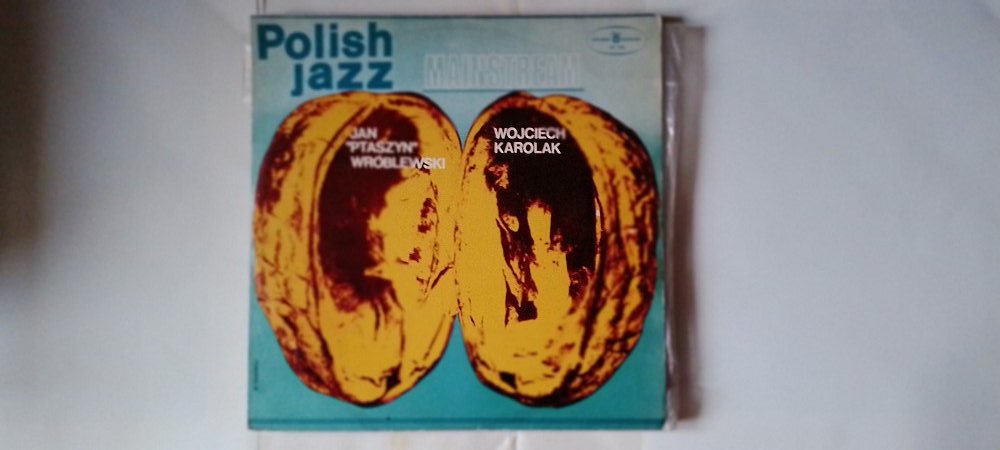 Polish
jazz
MAINSTREAM
JAN
"PTASZYN"
WRÓBLEWSKI
WOJCIECH
KAROLAK